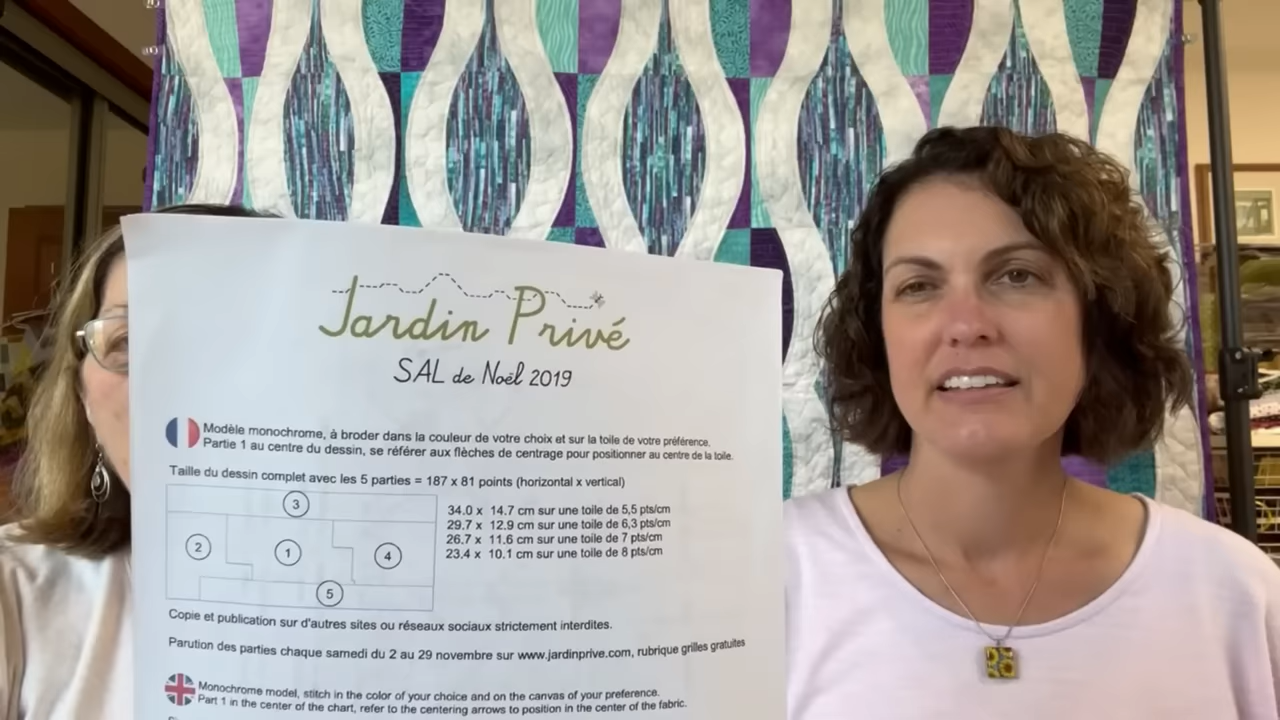 Jardin Privé
SAL de Noël 2019
Modèle monochrome, à broder dans la couleur de votre choix et sur la toile de votre préférence.
Partie 1 au centre du dessin, se référer aux flèches de centrage pour positionner au centre de la toile.
Taille du dessin complet avec les 5 parties = 187 x 81 points (horizontal x vertical)
3
2
1
4
5
34.0 x 14.7 cm sur une toile de 5,5 pts/cm
29.7 x 12.9 cm sur une toile de 6,3 pts/cm
26.7 x 11.6 cm sur une toile de 7 pts/cm
23.4 x 10.1 cm sur une toile de 8 pts/cm
Copie et publication sur d'autres sites ou réseaux sociaux strictement interdites.
Parution des parties chaque samedi du 2 au 29 novembre sur www.jardinprive.com, rubrique grilles gratuites
Monochrome model, stitch in the color of your choice and on the canvas of your preference.
Part 1 in the center of the chart, refer to the centering arrows to position in the center of the fabric.